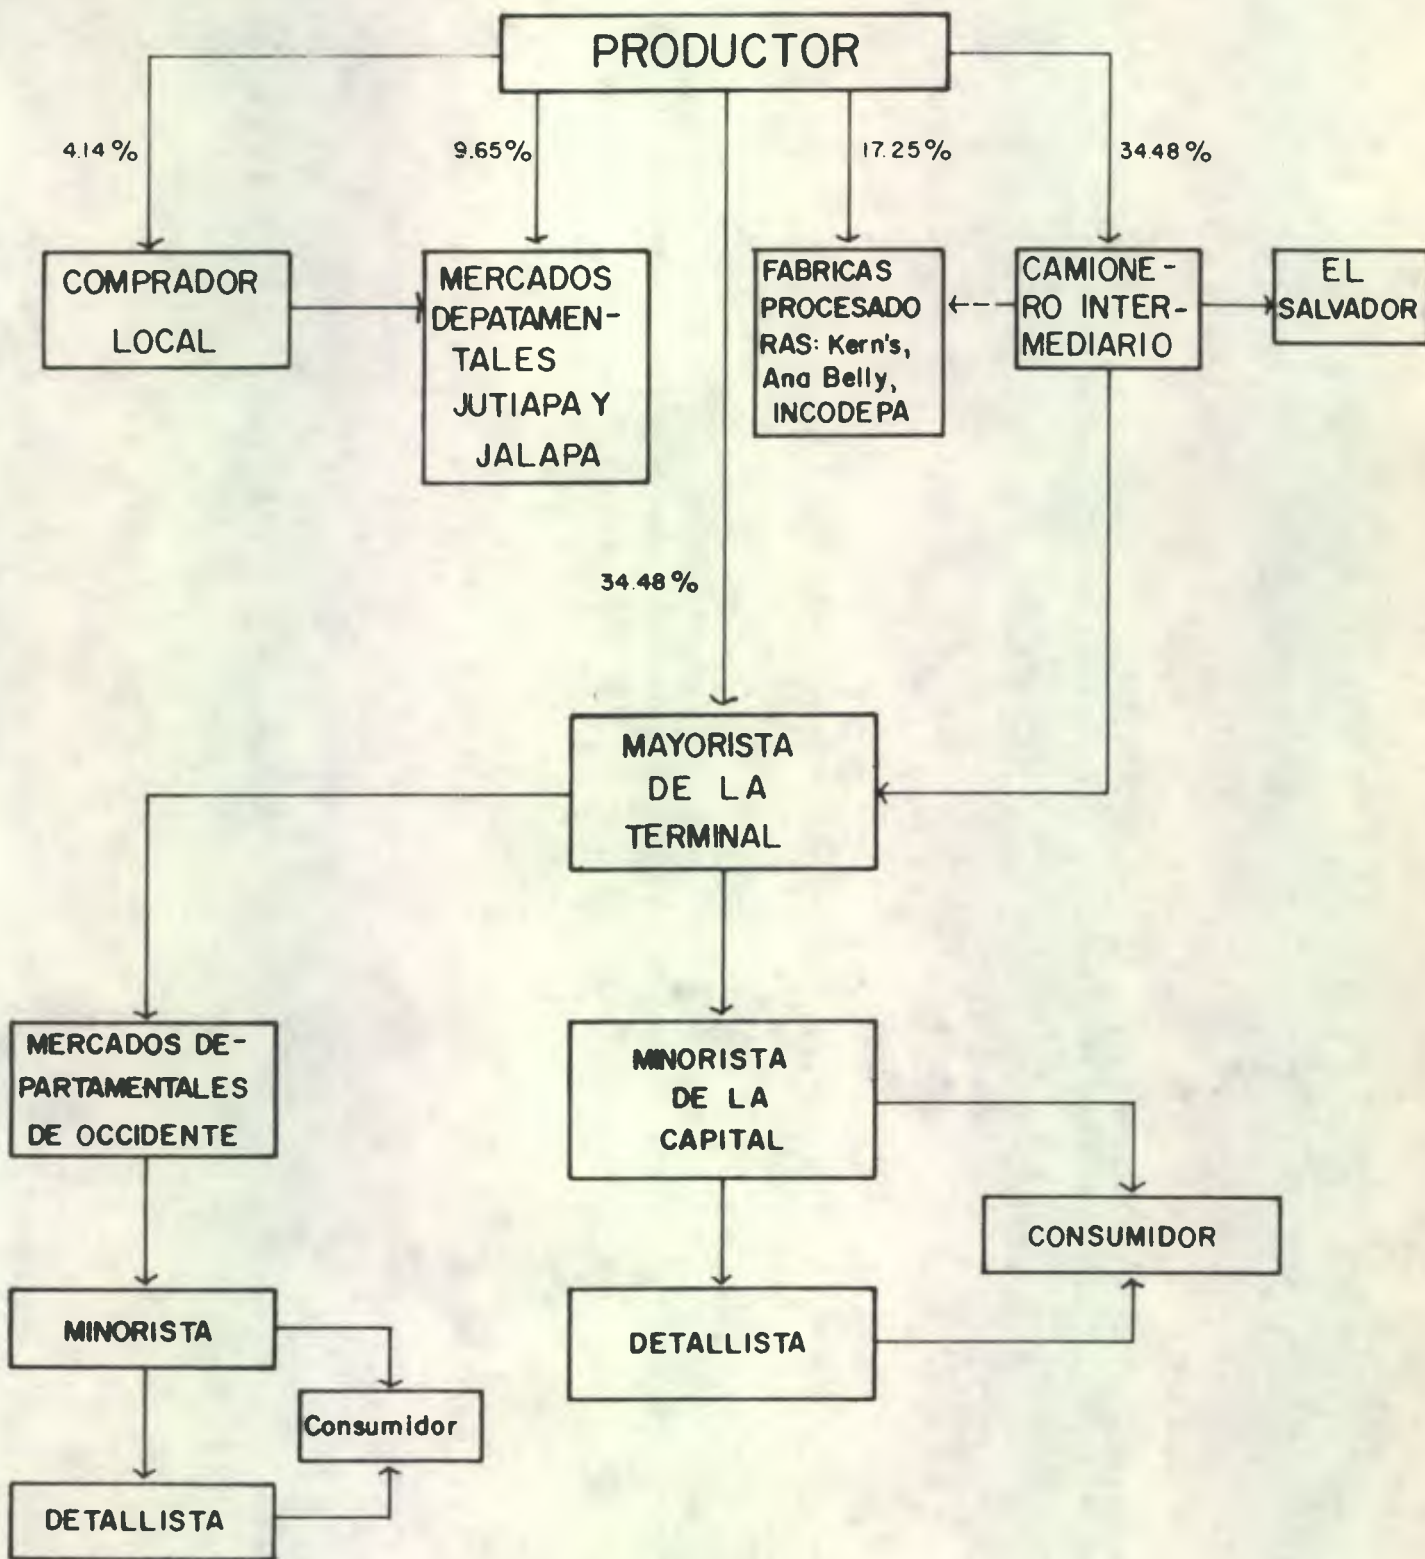 PRODUCTOR
4.14%
9.65%
17.25%
34.48%
COMPRADOR
LOCAL
MERCADOS
DEPATAMEN-
TALES
JUTIAPA Y
JALAPA
FABRICAS
PROCESADO
RAS: Kern's,
Ana Belly,
INCODEPA
CAMIONE-
RO INTER-
MEDIARIO
EL
SALVADOR
34.48%
MAYORISTA
DE LA
TERMINAL
MERCADOS DE-
PARTAMENTALES
DE OCCIDENTE
MINORISTA
DE LA
CAPITAL
CONSUMIDOR
MINORISTA
DETALLISTA
Consumidor
DETALLISTA